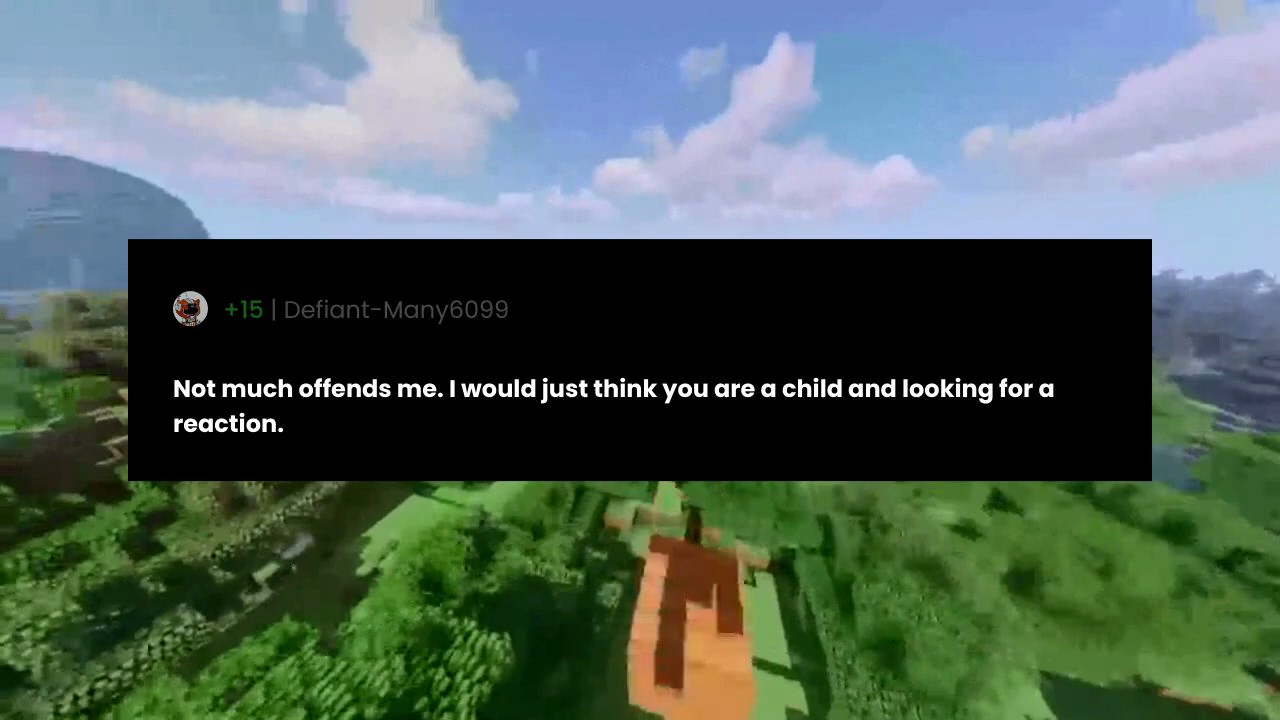 +15 | Defiant-Many6099
Not much offends me. I would just think you are a child and looking for a
reaction.